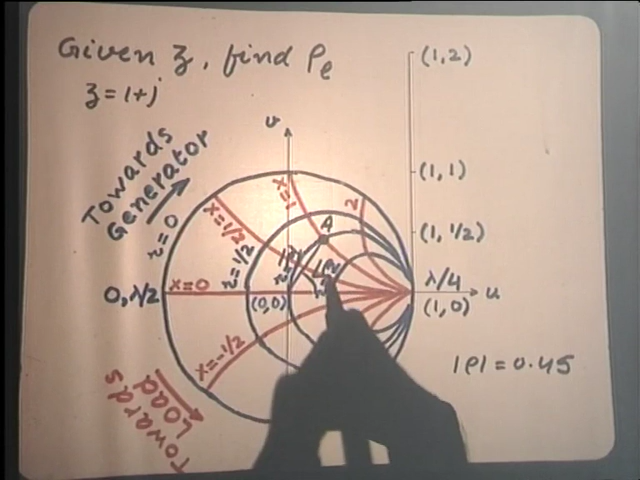 Given z, find ρe
z = 1+j
(1,2)
v
Towards
Generator
(1,1)
r=0
x=1
2
x=1/2
A
(1,1/2)
r=1/2
x=0
0,λ/2
(0,0)
λ/4
u
(1,0)
x=-1/2
|ρ| = 0.45
Towards
LOAD